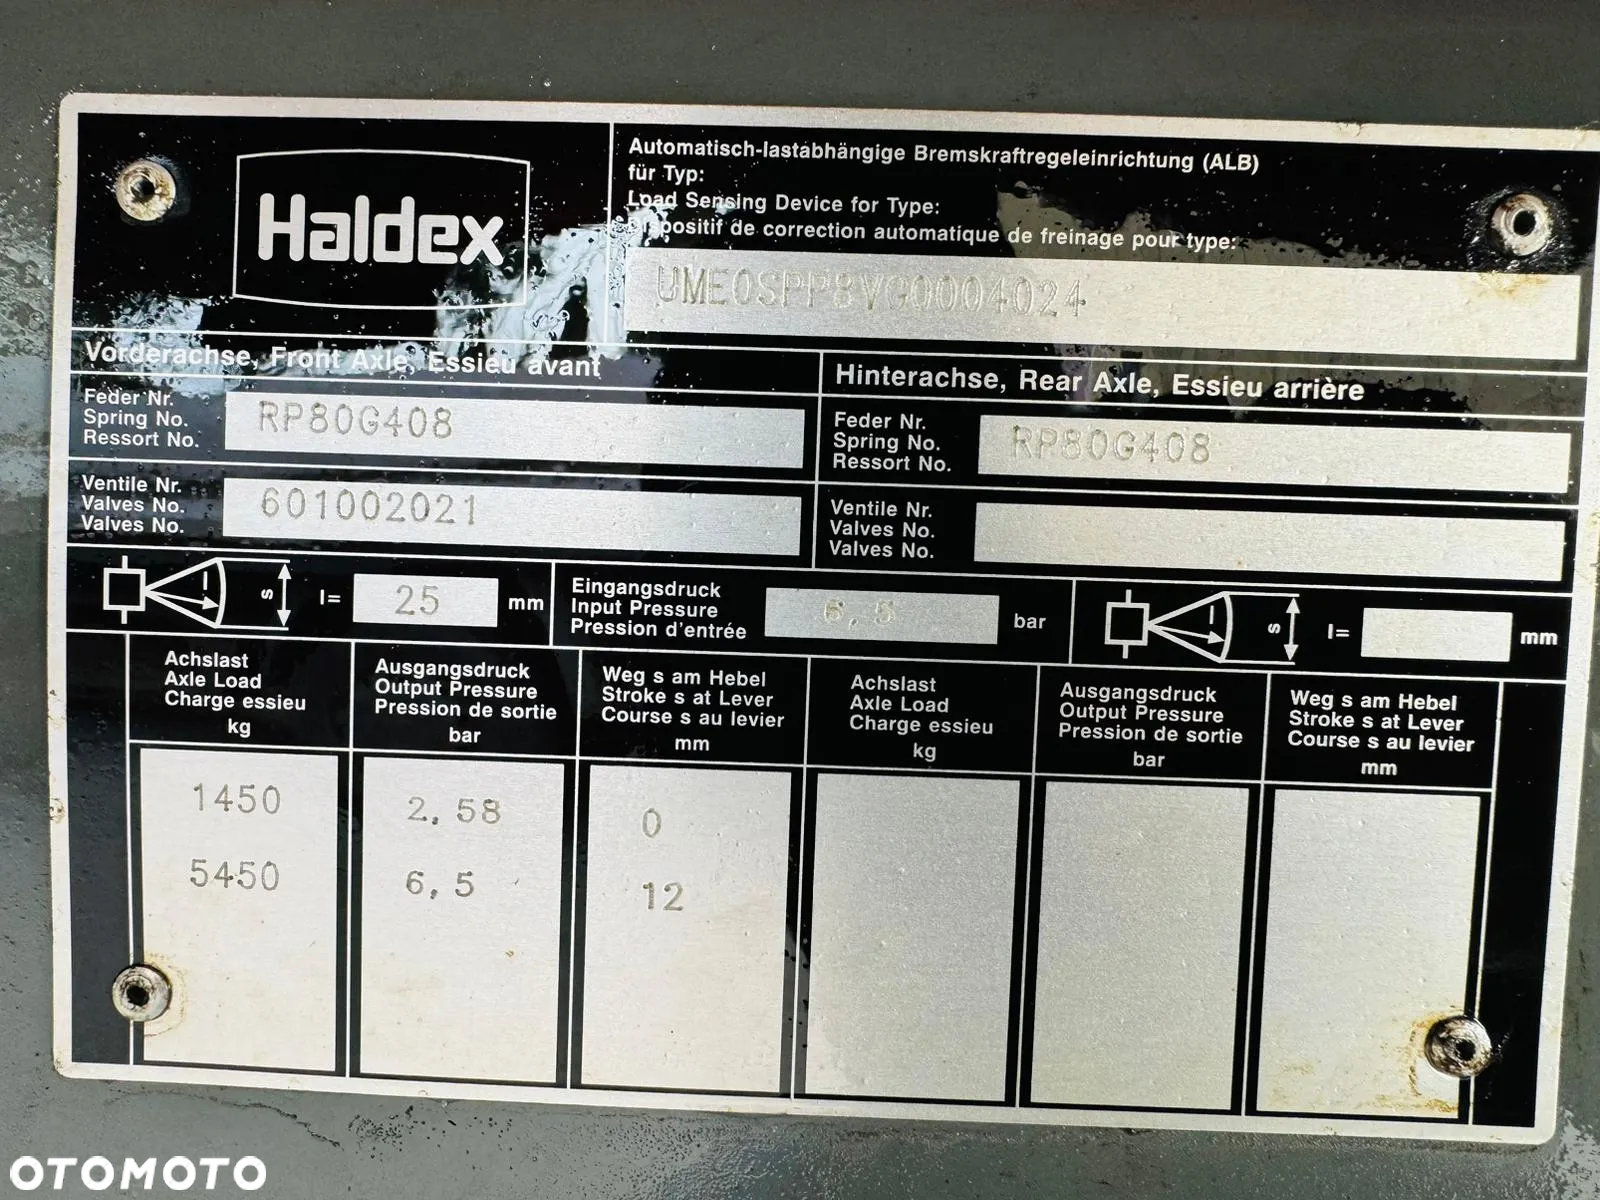 Haldex
Automatisch-lastabhängige Bremskraftregeleinrichtung (ALB)
für Typ:
Load Sensing Device for Type:
Dispositif de correction automatique de freinage pour type:
UME0SPP8VG0004024
Vorderachse, Front Axle, Essieu avant
Hinterachse, Rear Axle, Essieu arrière
Feder Nr.
Spring No.
Ressort No.
RP80G408
Feder Nr.
Spring No.
Ressort No.
RP80G408
Ventile Nr.
Valves No.
Valves No.
601002021
Ventile Nr.
Valves No.
Valves No.
l
s
l= 25 mm
Eingangsdruck
Input Pressure
Pression d'entrée
6,5 bar
l
s
l= mm
Achslast
Axle Load
Charge essieu
kg
Ausgangsdruck
Output Pressure
Pression de sortie
bar
Weg s am Hebel
Stroke s at Lever
Course s au levier
mm
Achslast
Axle Load
Charge essieu
kg
Ausgangsdruck
Output Pressure
Pression de sortie
bar
Weg s am Hebel
Stroke s at Lever
Course s au levier
mm
1450 2,58 0
5450 6,5 12
OTOMOTO